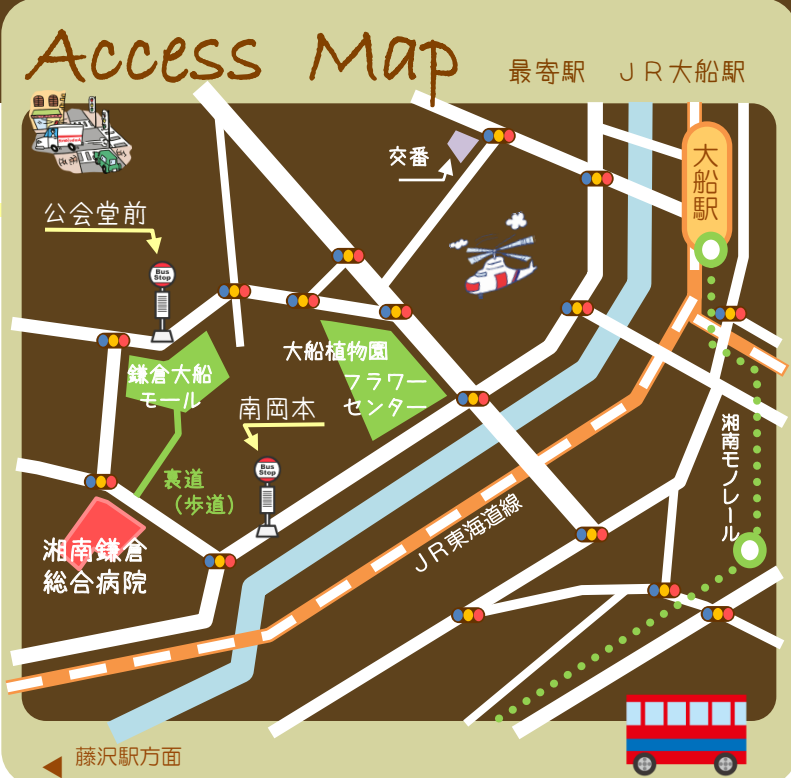 Access Map
最寄駅 JR大船駅
交番
大船駅
公会堂前
Bus
Stop
大船植物園
フラワー
センター
鎌倉大船
モール
南岡本
Bus
Stop
湘南モノレール
裏道
(歩道)
JR東海道線
湘南鎌倉
総合病院
藤沢駅方面